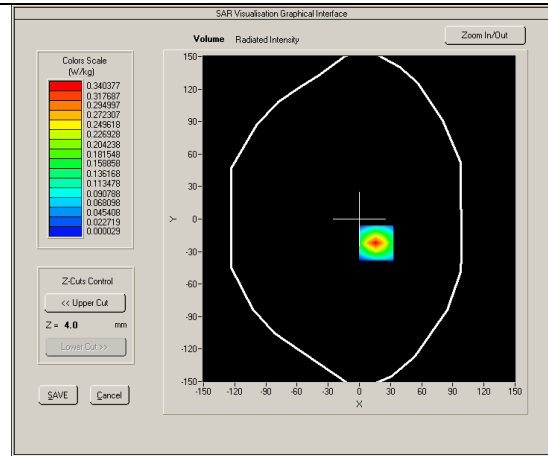 SAR Visualisation Graphical Interface
Volume Radiated Intensity
Zoom In/Out
Colors Scale
(W/kg)
0.340377
0.317687
0.294997
0.272307
0.249618
0.226928
0.204238
0.181548
0.158858
0.136168
0.113478
0.090788
0.068098
0.045408
0.022719
0.000029
Z-Cuts Control
<< Upper Cut
Z = 4.0 mm
Lower Cut >>
SAVE Cancel
150
120
90
60
30
0
-30
-60
-90
-120
-150
Y
-150 -120 -90 -60 -30 0 30 60 90 120 150
X